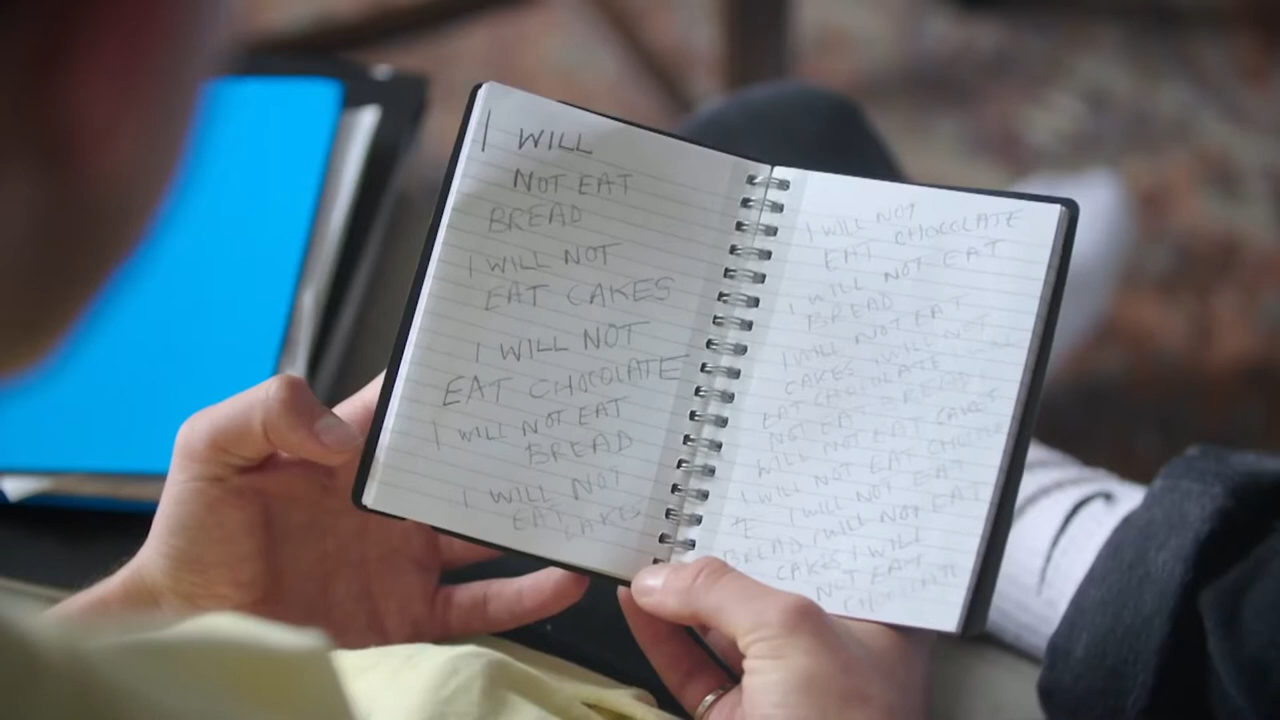 I WILL
NOT EAT
BREAD
I WILL NOT
EAT CAKES
I WILL NOT
EAT CHOCOLATE
I WILL NOT EAT
BREAD
I WILL NOT
EAT CAKES
I WILL NOT
EAT CHOCOLATE
I WILL NOT EAT
BREAD
I WILL NOT EAT
CAKES I WILL NOT
EAT CHOCOLATE
NOT EAT BREAD
WILL NOT EAT CAKES
I WILL NOT EAT
I WILL NOT EAT
BREAD I WILL NOT EAT
CAKES I WILL
NOT EAT